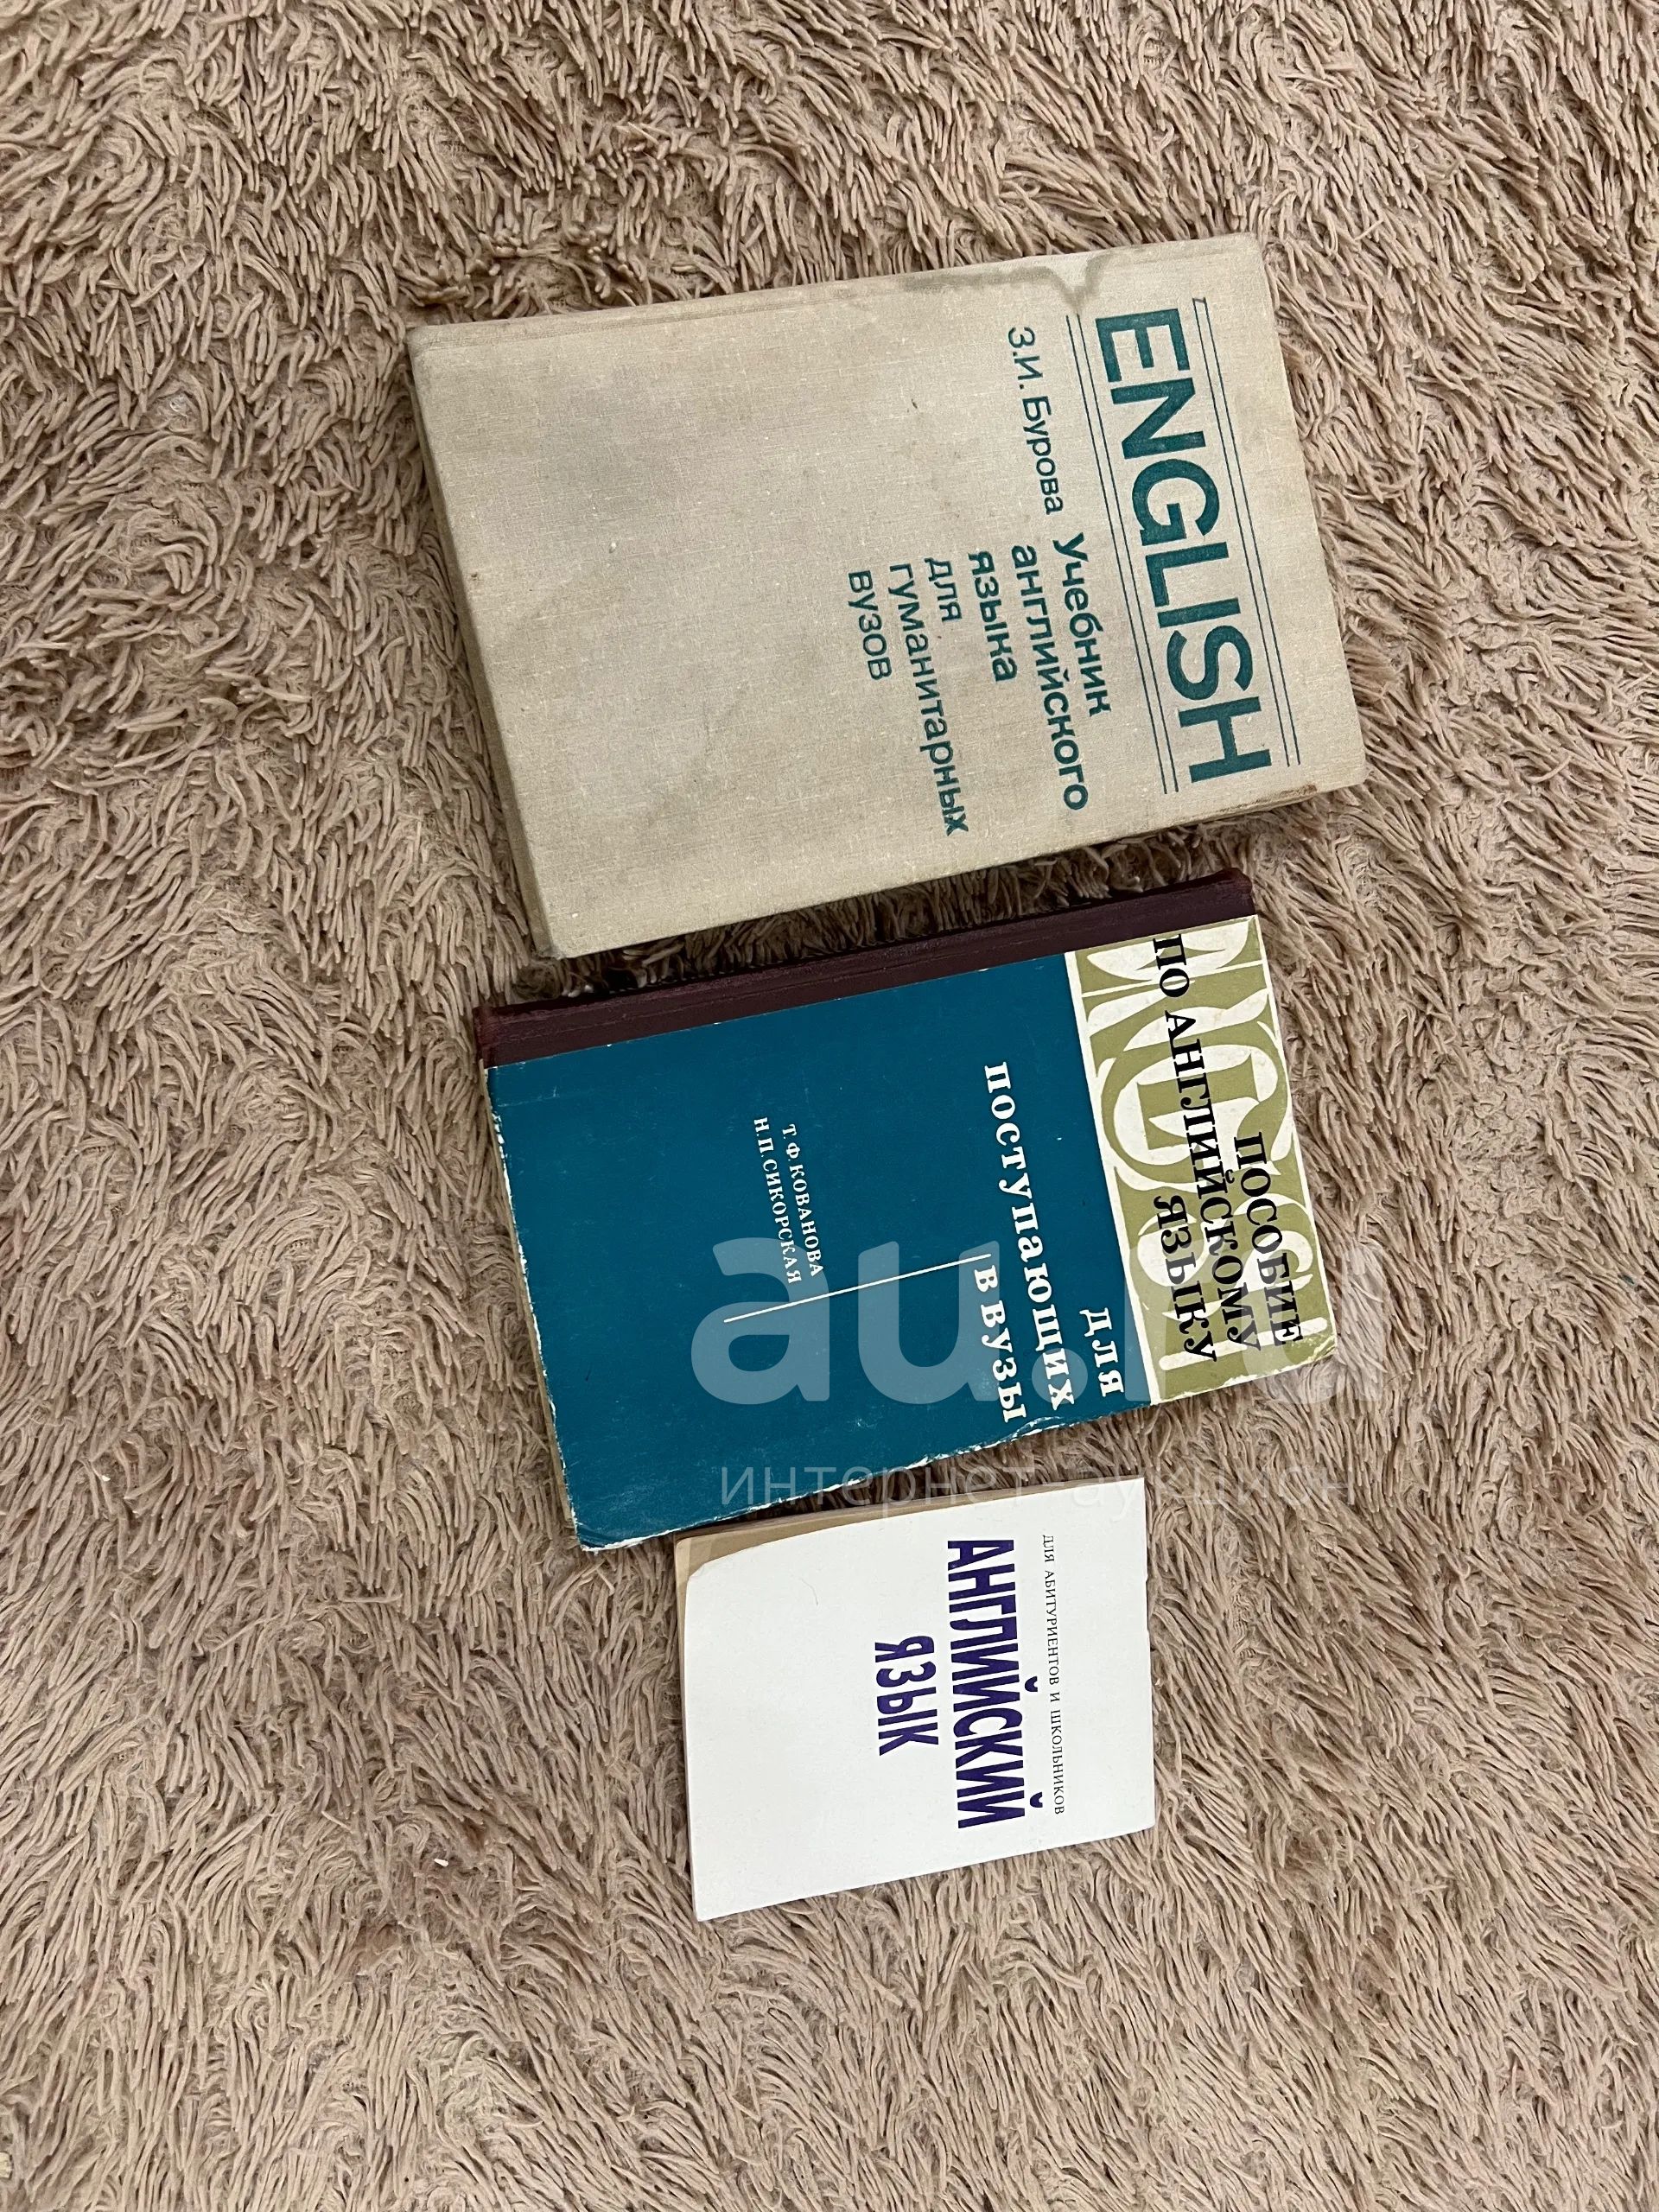 ENGLISH
З.И. Бурова
Учебник
английского
языка
для
гуманитарных
вузов
ПОСОБИЕ
ПО АНГЛИЙСКОМУ
ЯЗЫКУ
ДЛЯ
ПОСТУПАЮЩИХ
В ВУЗЫ
Т. Ф. КОВАНОВА
Н. П. СИКОРСКАЯ
ДЛЯ АБИТУРИЕНТОВ И ШКОЛЬНИКОВ
АНГЛИЙСКИЙ
ЯЗЫК
au.ru
интернет-аукцион